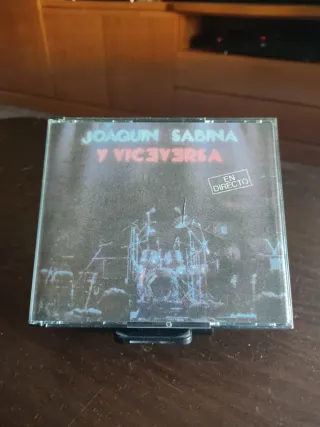 JOAQUIN SABINA
Y VICEVERSA
EN
DIRECTO